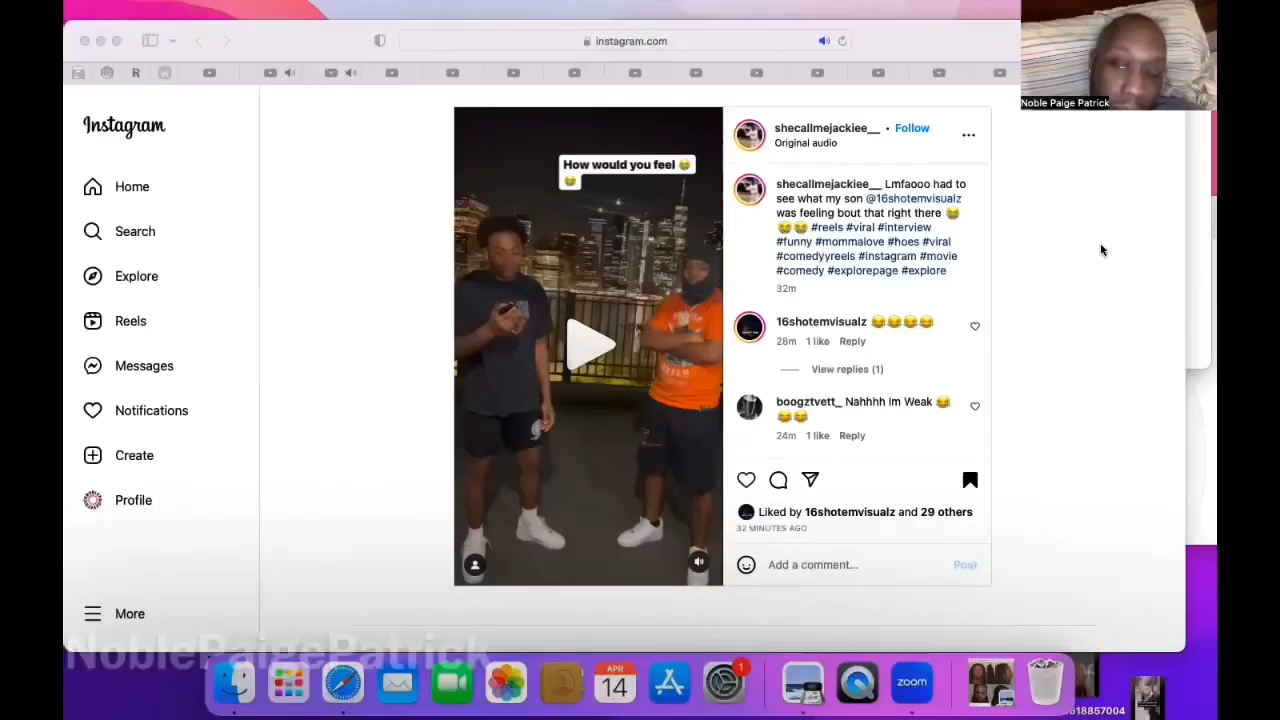 instagram.com
Noble Paige Patrick
R
Instagram
Home
Search
Explore
Reels
Messages
Notifications
Create
Profile
More
How would you feel 😭
😭
shecallmejackiee__ • Follow
Original audio
shecallmejackiee__ Lmfaooo had to
see what my son @16shotemvisualz
was feeling bout that right there 😭
😭😭 #reels #viral #interview
#funny #mommalove #hoes #viral
#comedyyreels #instagram #movie
#comedy #explorepage #explore
32m
16shotemvisualz 😂😂😂😂
28m 1 like Reply
View replies (1)
boogztvett_ Nahhhh Im Weak 😂
😂😂
24m 1 like Reply
Liked by 16shotemvisualz and 29 others
32 MINUTES AGO
Add a comment...
Post
NoblePaigePatrick
APR
14
1
zoom
618857004